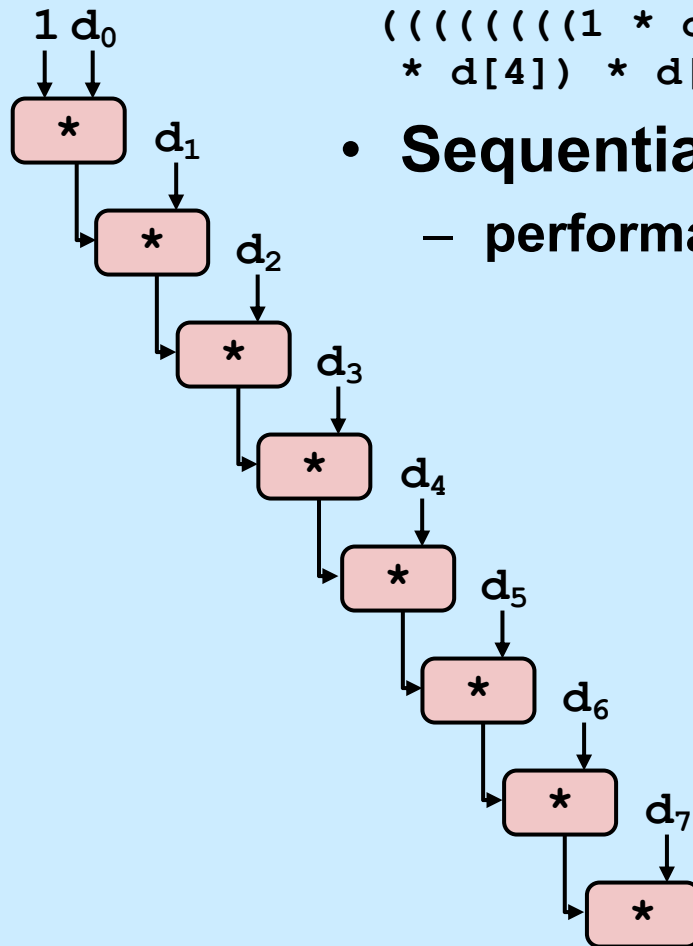 1 d₀
((((((((1 * d
* d[4]) * d[
*
d₁
• Sequentia
*
– performa
d₂
*
d₃
*
d₄
*
d₅
*
d₆
*
d₇
*